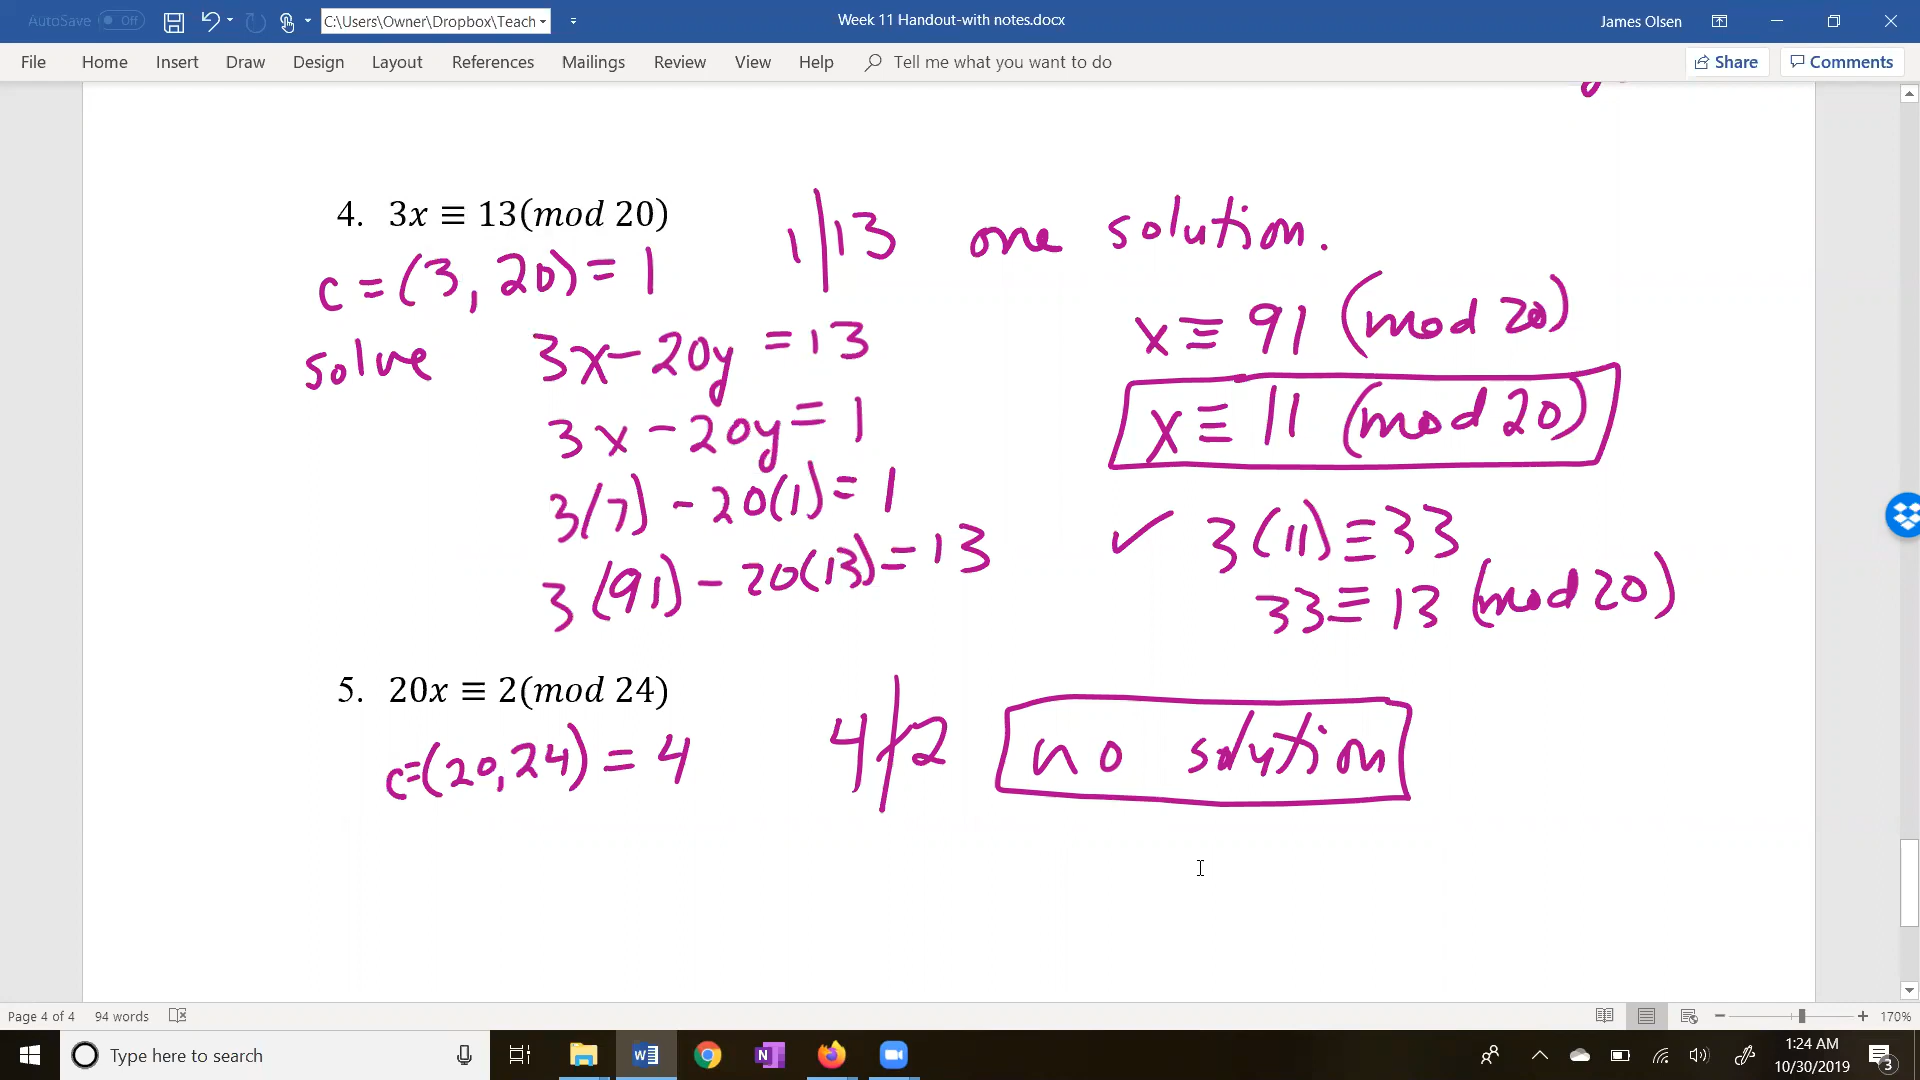 AutoSave Off C:\Users\Owner\Dropbox\Teach Week 11 Handout-with notes.docx James Olsen
File Home Insert Draw Design Layout References Mailings Review View Help Tell me what you want to do Share Comments
4. 3x ≡ 13(mod 20) 1|13 one solution.
c = (3, 20) = 1
x ≡ 91 (mod 20)
solve 3x - 20y = 13
x ≡ 11 (mod 20)
3x - 20y = 1
3(7) - 20(1) = 1
✓ 3(11) ≡ 33
3(91) - 20(13) = 13
33 ≡ 13 (mod 20)
5. 20x ≡ 2(mod 24)
c=(20,24) = 4 4∤2 no solution
Page 4 of 4 94 words 170%
Type here to search
1:24 AM
10/30/2019
3